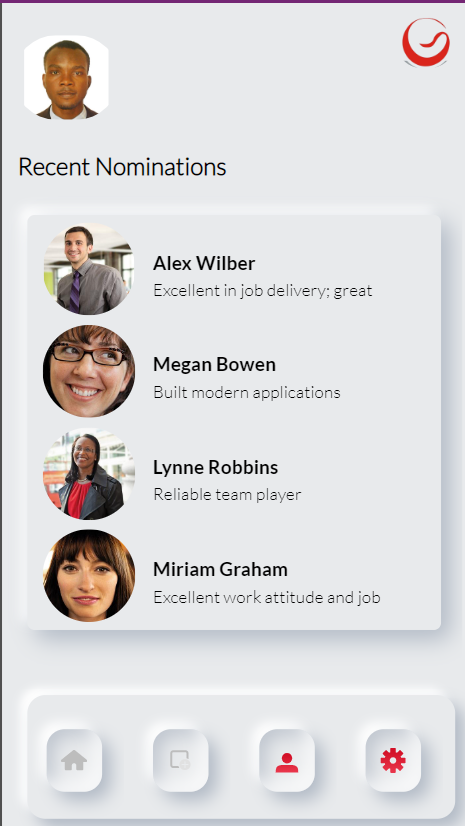 Recent Nominations
Alex Wilber
Excellent in job delivery; great
Megan Bowen
Built modern applications
Lynne Robbins
Reliable team player
Miriam Graham
Excellent work attitude and job